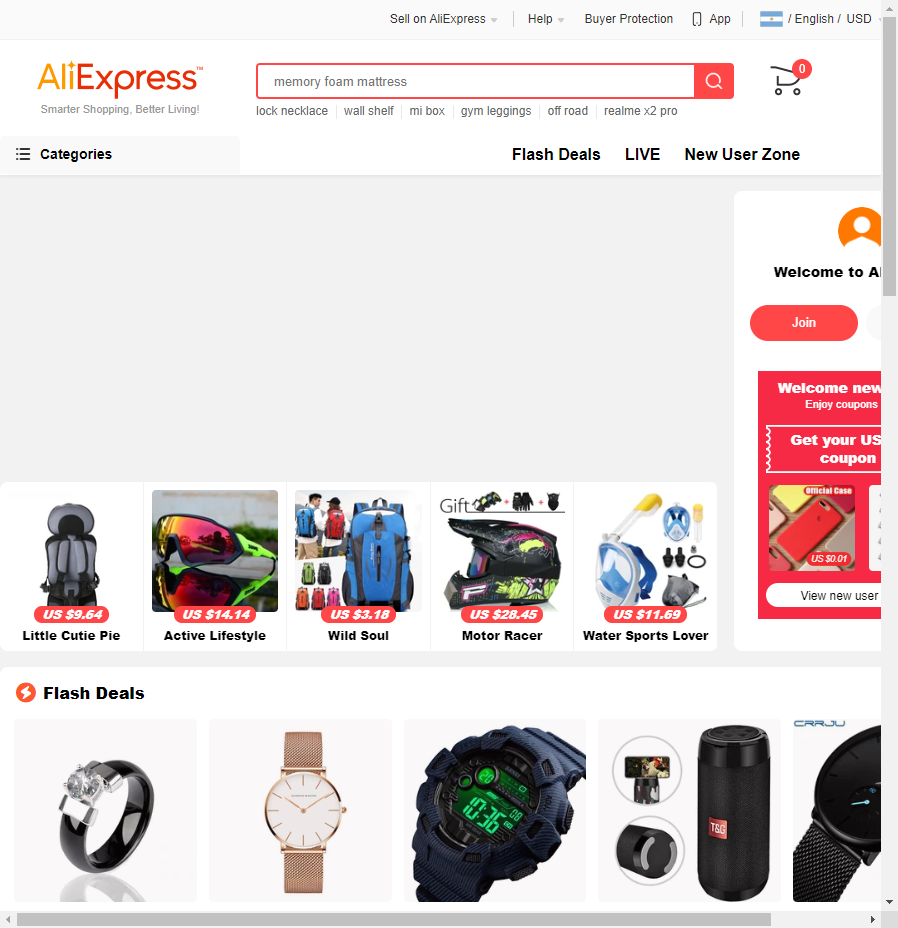 Sell on AliExpress
Help
Buyer Protection
App
/ English / USD
AliExpress™
Smarter Shopping, Better Living!
memory foam mattress
0
lock necklace
wall shelf
mi box
gym leggings
off road
realme x2 pro
Categories
Flash Deals
LIVE
New User Zone
Welcome to Al
Join
Welcome new
Enjoy coupons
Get your US
coupon
Official Case
US $0.01
View new user
Gift
US $9.64
US $14.14
US $3.18
US $28.45
US $11.69
Little Cutie Pie
Active Lifestyle
Wild Soul
Motor Racer
Water Sports Lover
Flash Deals
CRRJU
10:36
T&G